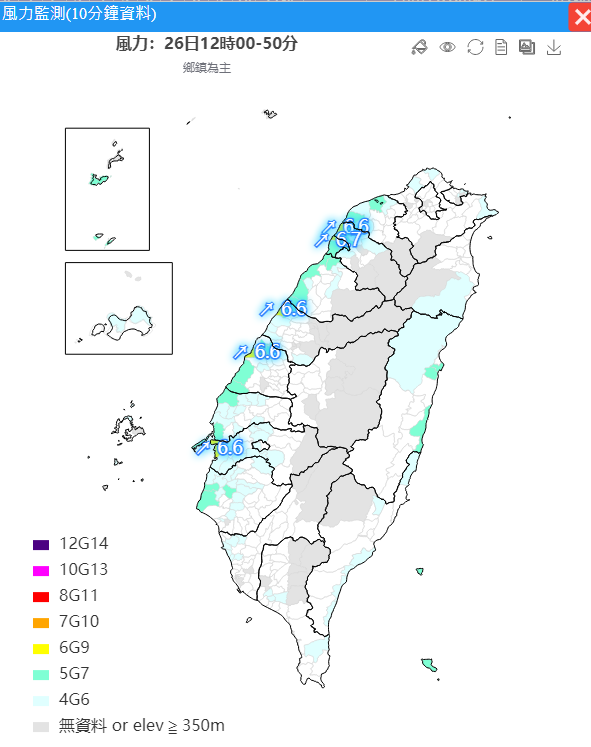 風力監測(10分鐘資料)
風力：26日12時00-50分
鄉鎮為主
6.6
6.7
6.6
6.6
6.6
12G14
10G13
8G11
7G10
6G9
5G7
4G6
無資料 or elev ≧ 350m